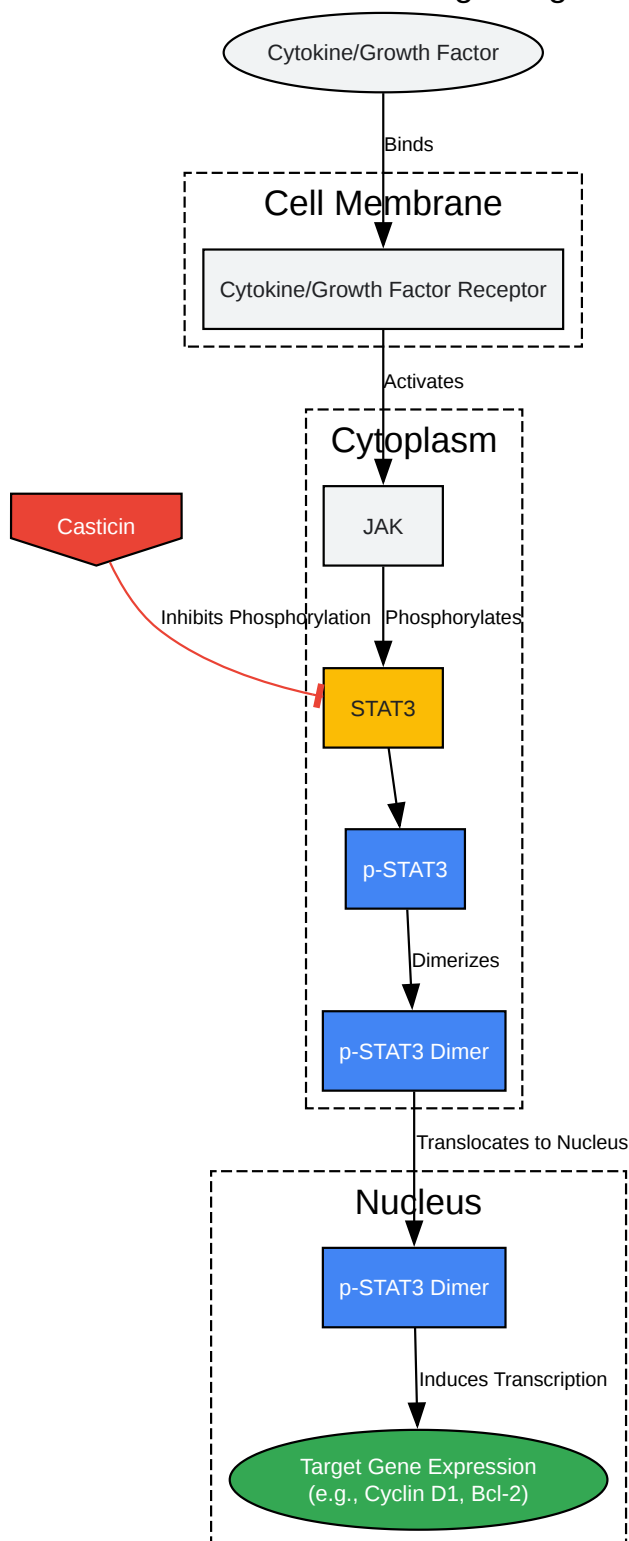 Cytokine/Growth Factor
Binds
Cell Membrane
Cytokine/Growth Factor Receptor
Activates
Cytoplasm
Casticin
JAK
Inhibits Phosphorylation
Phosphorylates
STAT3
p-STAT3
Dimerizes
p-STAT3 Dimer
Translocates to Nucleus
Nucleus
p-STAT3 Dimer
Induces Transcription
Target Gene Expression
(e.g., Cyclin D1, Bcl-2)